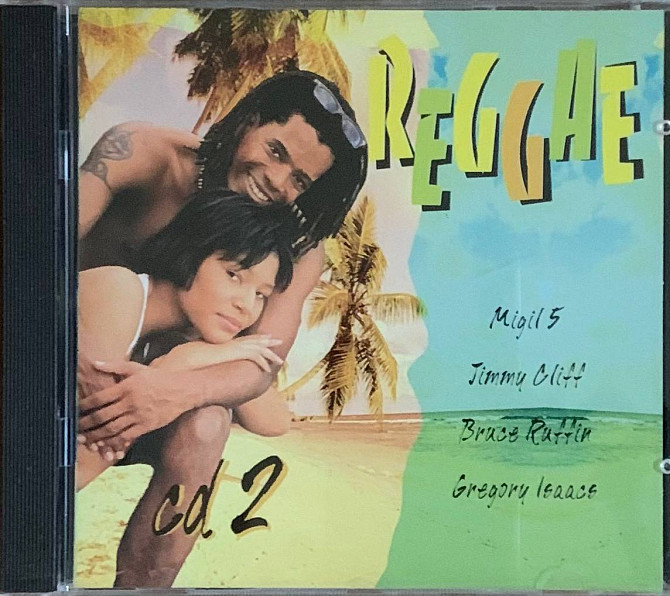 REGGAE
Migil 5
Jimmy Cliff
Bruce Ruffin
Gregory Isaacs
cd 2